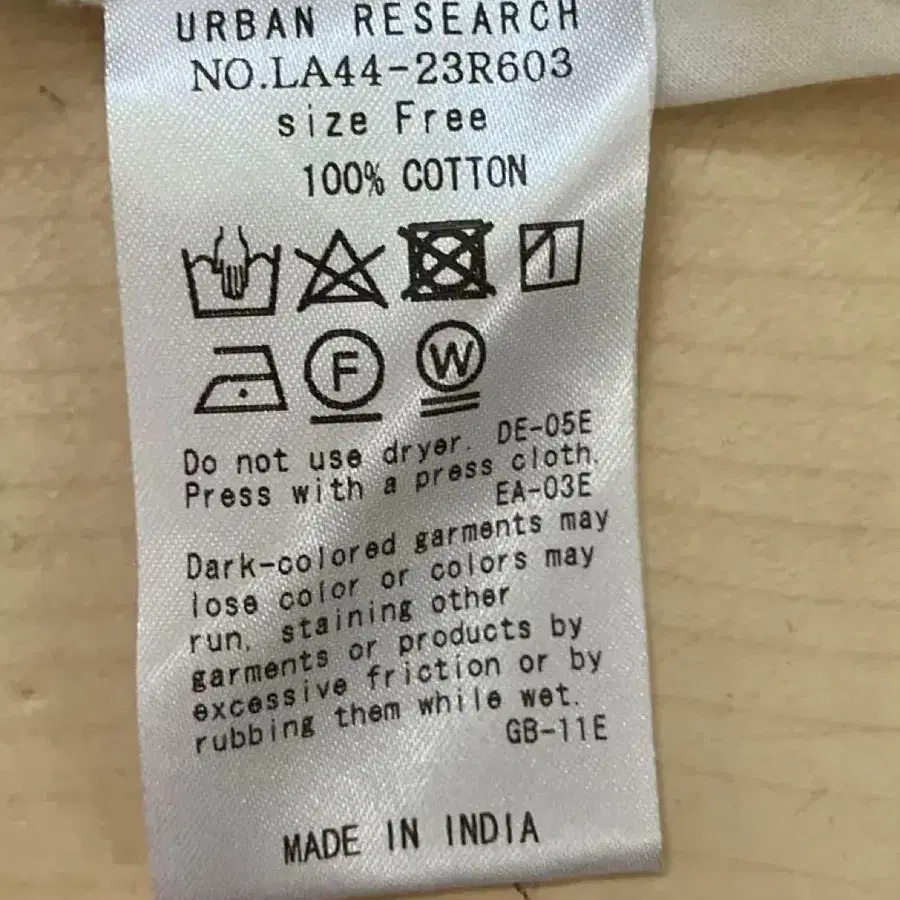 URBAN RESEARCH
NO.LA44-23R603
size Free
100% COTTON
F W
Do not use dryer. DE-05E
Press with a press cloth.
EA-03E
Dark-colored garments may
lose color or colors may
run, staining other
garments or products by
excessive friction or by
rubbing them while wet.
GB-11E
MADE IN INDIA